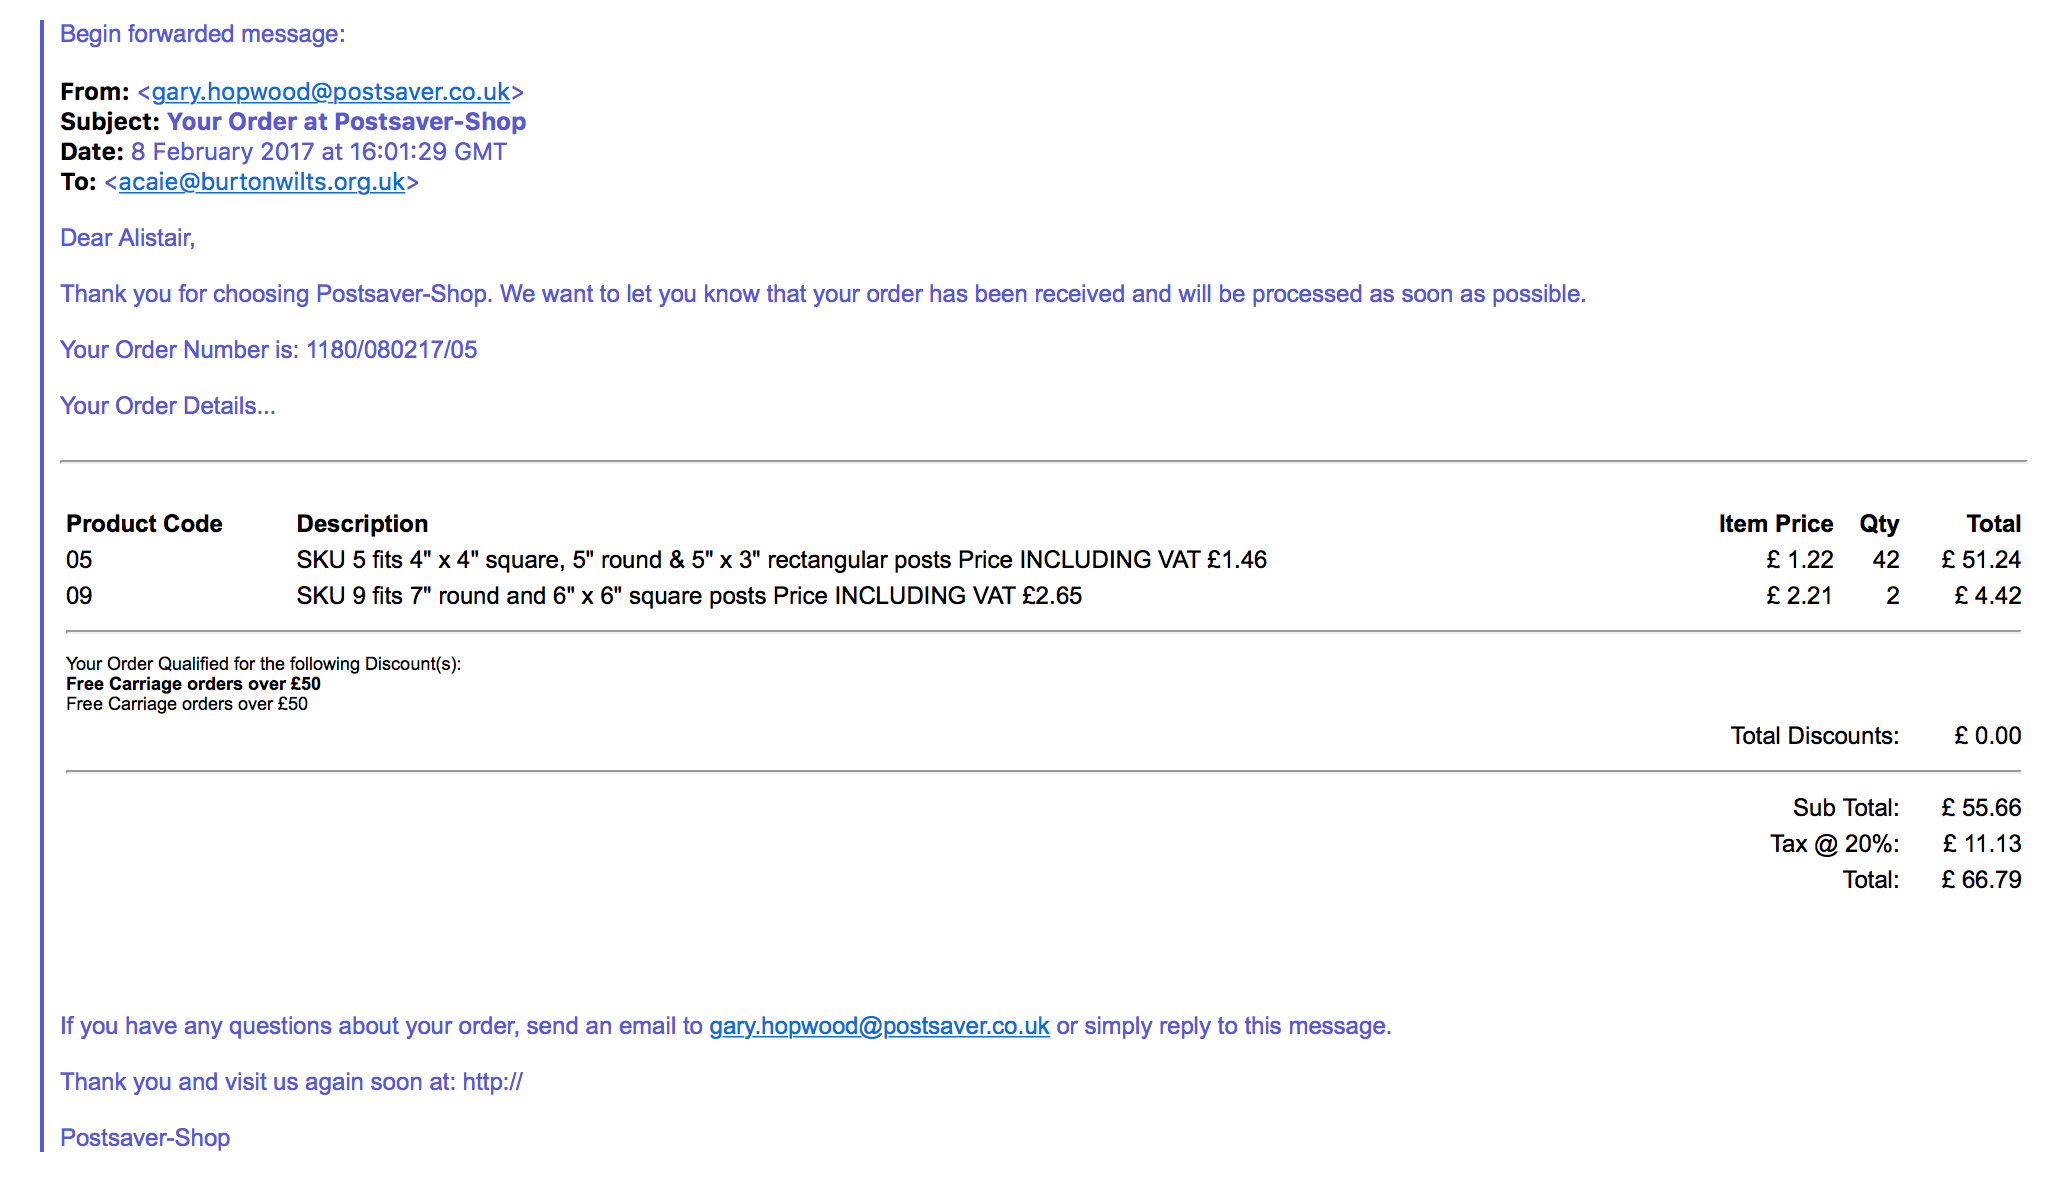 Begin forwarded message:
From: <gary.hopwood@postsaver.co.uk>
Subject: Your Order at Postsaver-Shop
Date: 8 February 2017 at 16:01:29 GMT
To: <acaie@burtonwilts.org.uk>
Dear Alistair,
Thank you for choosing Postsaver-Shop. We want to let you know that your order has been received and will be processed as soon as possible.
Your Order Number is: 1180/080217/05
Your Order Details...
Product Code Description Item Price Qty Total
05 SKU 5 fits 4" x 4" square, 5" round & 5" x 3" rectangular posts Price INCLUDING VAT £1.46 £ 1.22 42 £ 51.24
09 SKU 9 fits 7" round and 6" x 6" square posts Price INCLUDING VAT £2.65 £ 2.21 2 £ 4.42
Your Order Qualified for the following Discount(s):
Free Carriage orders over £50
Free Carriage orders over £50
Total Discounts: £ 0.00
Sub Total: £ 55.66
Tax @ 20%: £ 11.13
Total: £ 66.79
If you have any questions about your order, send an email to gary.hopwood@postsaver.co.uk or simply reply to this message.
Thank you and visit us again soon at: http://
Postsaver-Shop